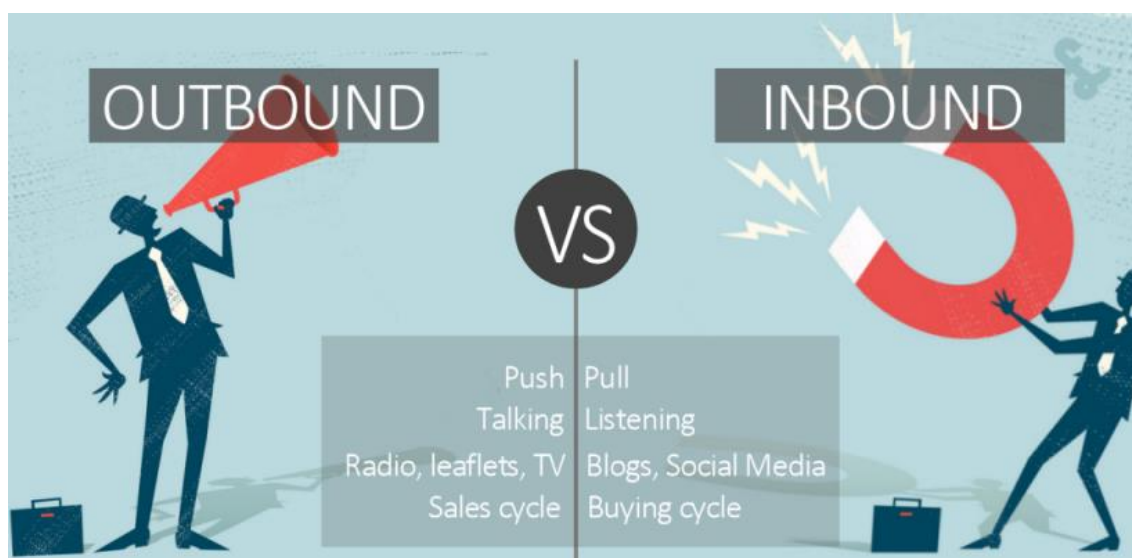 OUTBOUND
INBOUND
VS
Push Pull
Talking Listening
Radio, leaflets, TV Blogs, Social Media
Sales cycle Buying cycle
£